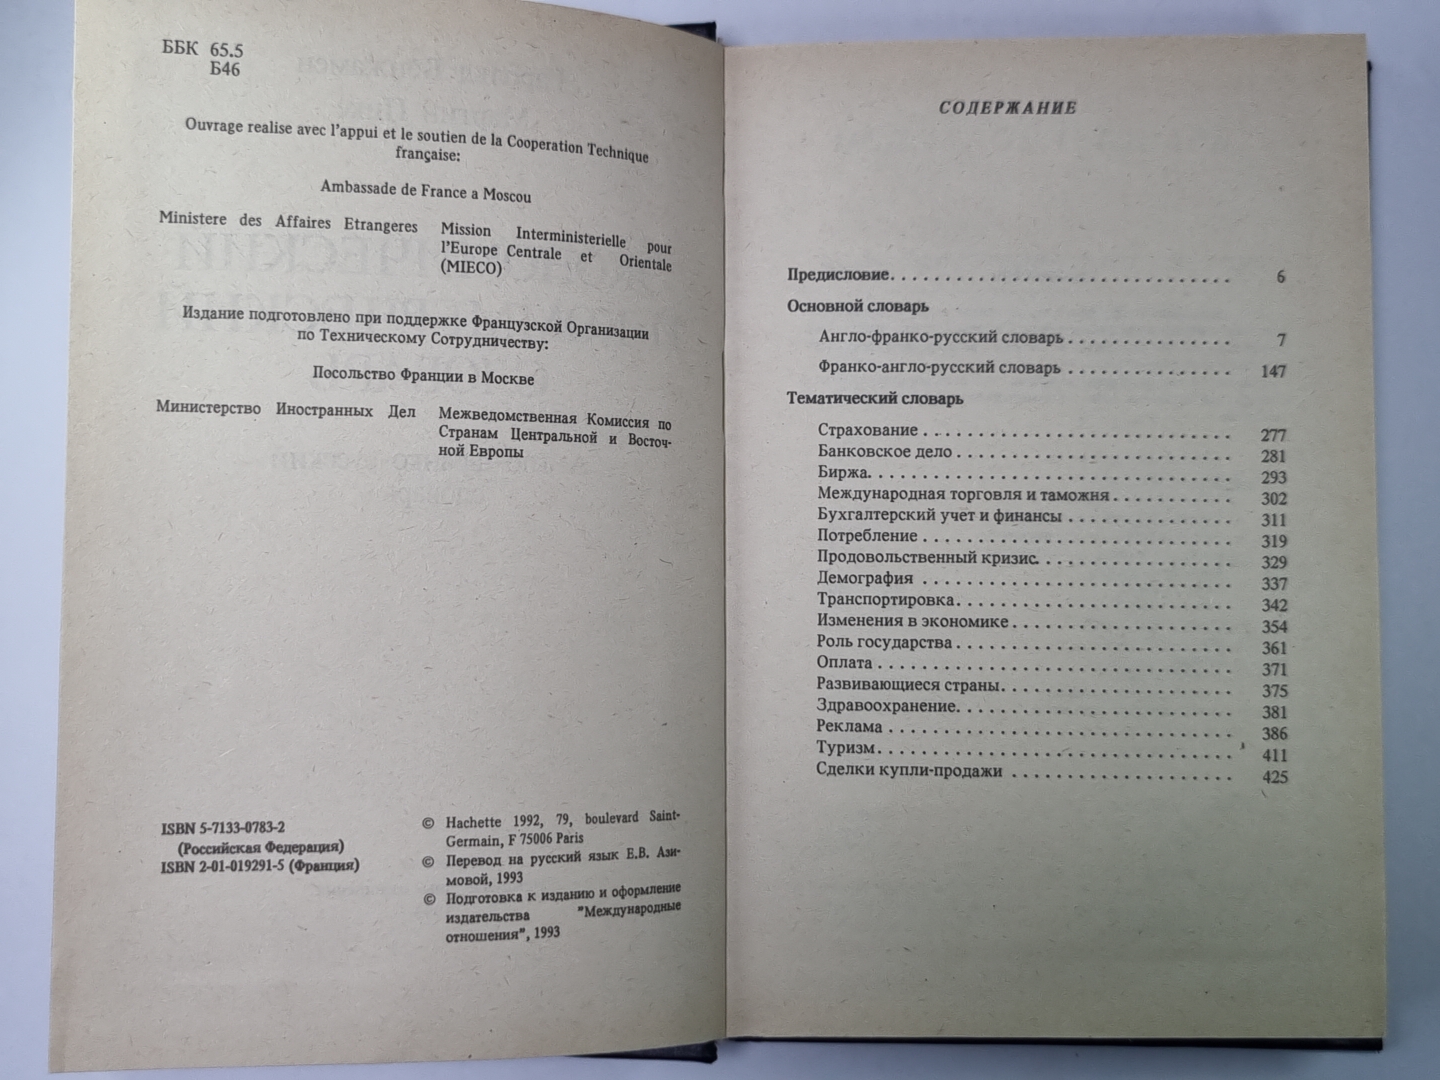 ББК 65.5
Б46
Ouvrage realise avec l'appui et le soutien de la Cooperation Technique
française:
Ambassade de France a Moscou
Ministere des Affaires Etrangeres
Mission Interministerielle pour
l'Europe Centrale et Orientale
(MIECO)
Издание подготовлено при поддержке Французской Организации
по Техническому Сотрудничеству:
Посольство Франции в Москве
Министерство Иностранных Дел
Межведомственная Комиссия по
Странам Центральной и Восточ-
ной Европы
ISBN 5-7133-0783-2
(Российская Федерация)
ISBN 2-01-019291-5 (Франция)
© Hachette 1992, 79, boulevard Saint-
Germain, F 75006 Paris
© Перевод на русский язык Е.В. Ази-
мовой, 1993
© Подготовка к изданию и оформление
издательства "Международные
отношения", 1993
СОДЕРЖАНИЕ
Предисловие. . . . . . . . . . . . . . . . . . . . . . . . . . . . . . . 6
Основной словарь
Англо-франко-русский словарь . . . . . . . . . . . . . . . 7
Франко-англо-русский словарь . . . . . . . . . . . . . . . 147
Тематический словарь
Страхование . . . . . . . . . . . . . . . . . . . . . . . . . . . . 277
Банковское дело . . . . . . . . . . . . . . . . . . . . . . . . . 281
Биржа. . . . . . . . . . . . . . . . . . . . . . . . . . . . . . . . . 293
Международная торговля и таможня . . . . . . . . . . . 302
Бухгалтерский учет и финансы . . . . . . . . . . . . . . . 311
Потребление . . . . . . . . . . . . . . . . . . . . . . . . . . . . 319
Продовольственный кризис. . . . . . . . . . . . . . . . . . 329
Демография . . . . . . . . . . . . . . . . . . . . . . . . . . . . 337
Транспортировка. . . . . . . . . . . . . . . . . . . . . . . . . 342
Изменения в экономике . . . . . . . . . . . . . . . . . . . . 354
Роль государства . . . . . . . . . . . . . . . . . . . . . . . . . 361
Оплата . . . . . . . . . . . . . . . . . . . . . . . . . . . . . . . . 371
Развивающиеся страны. . . . . . . . . . . . . . . . . . . . . 375
Здравоохранение. . . . . . . . . . . . . . . . . . . . . . . . . 381
Реклама . . . . . . . . . . . . . . . . . . . . . . . . . . . . . . . 386
Туризм. . . . . . . . . . . . . . . . . . . . . . . . . . . . . . . . 411
Сделки купли-продажи . . . . . . . . . . . . . . . . . . . . 425